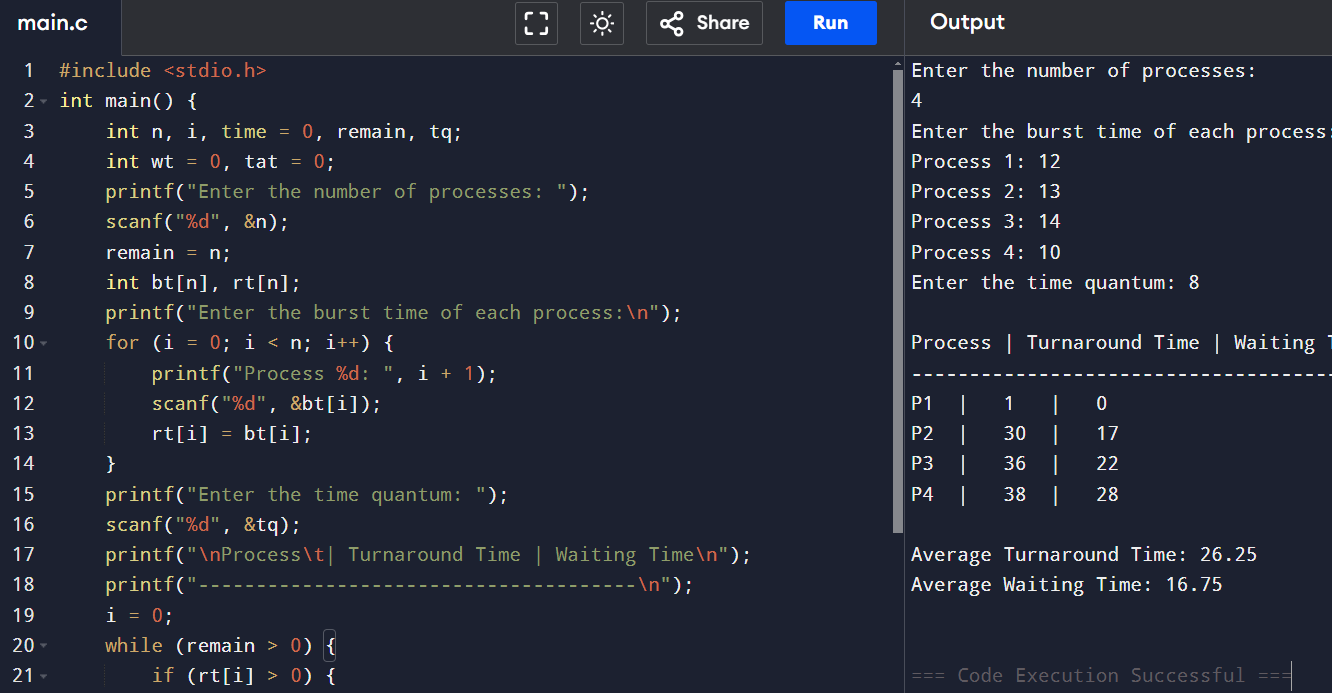 main.c
Share
Run
Output
1 #include <stdio.h>
2 int main() {
3 int n, i, time = 0, remain, tq;
4 int wt = 0, tat = 0;
5 printf("Enter the number of processes: ");
6 scanf("%d", &n);
7 remain = n;
8 int bt[n], rt[n];
9 printf("Enter the burst time of each process:\n");
10 for (i = 0; i < n; i++) {
11 printf("Process %d: ", i + 1);
12 scanf("%d", &bt[i]);
13 rt[i] = bt[i];
14 }
15 printf("Enter the time quantum: ");
16 scanf("%d", &tq);
17 printf("\nProcess\t| Turnaround Time | Waiting Time\n");
18 printf("--------------------------------------\n");
19 i = 0;
20 while (remain > 0) {
21 if (rt[i] > 0) {
Enter the number of processes:
4
Enter the burst time of each process:
Process 1: 12
Process 2: 13
Process 3: 14
Process 4: 10
Enter the time quantum: 8
Process | Turnaround Time | Waiting T
-------------------------------------
P1 | 1 | 0
P2 | 30 | 17
P3 | 36 | 22
P4 | 38 | 28
Average Turnaround Time: 26.25
Average Waiting Time: 16.75
=== Code Execution Successful ===